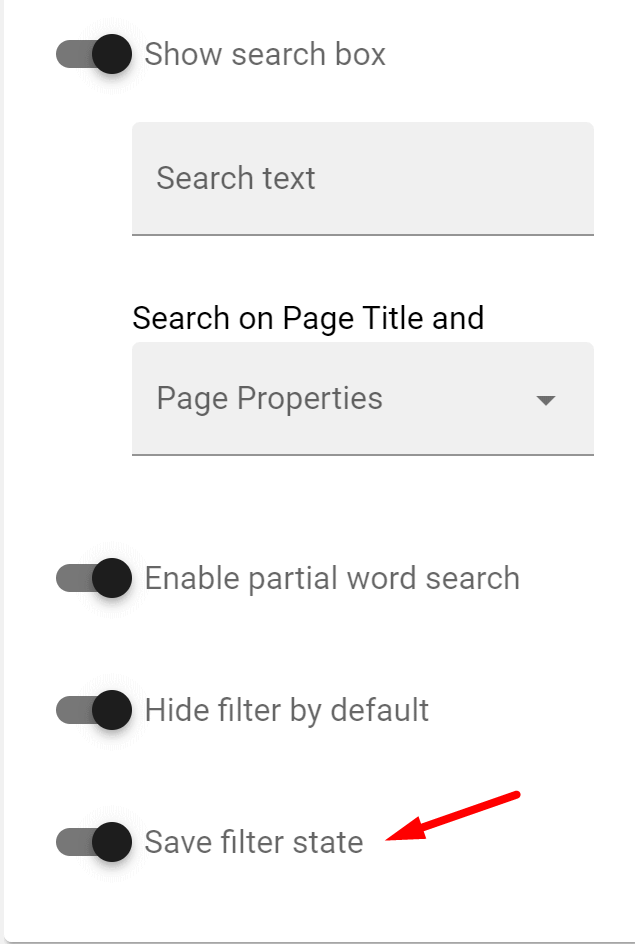 Show search box
Search text
Search on Page Title and
Page Properties
Enable partial word search
Hide filter by default
Save filter state